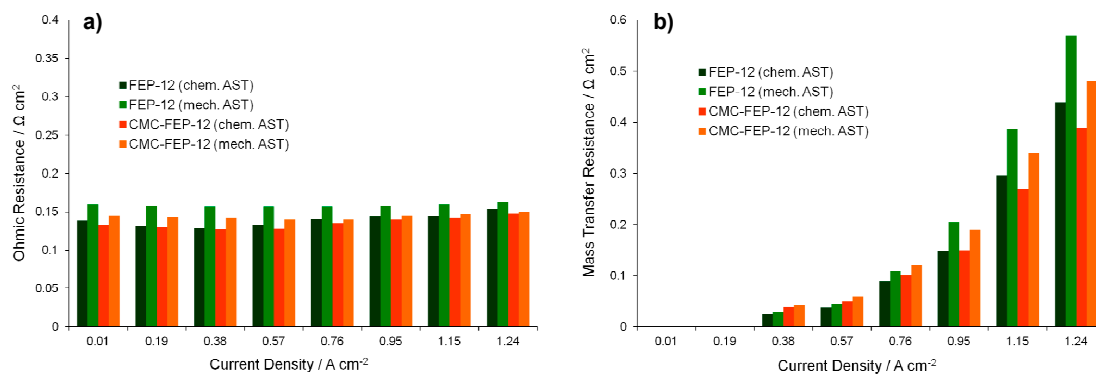 a)
0.4
0.35
0.3
0.25
0.2
0.15
0.1
0.05
0
Ohmic Resistance / Ω cm²
FEP-12 (chem. AST)
FEP-12 (mech. AST)
CMC-FEP-12 (chem. AST)
CMC-FEP-12 (mech. AST)
0.01 0.19 0.38 0.57 0.76 0.95 1.15 1.24
Current Density / A cm⁻²
b)
0.6
0.5
0.4
0.3
0.2
0.1
0
Mass Transfer Resistance / Ω cm²
FEP-12 (chem. AST)
FEP-12 (mech. AST)
CMC-FEP-12 (chem. AST)
CMC-FEP-12 (mech. AST)
0.01 0.19 0.38 0.57 0.76 0.95 1.15 1.24
Current Density / A cm⁻²